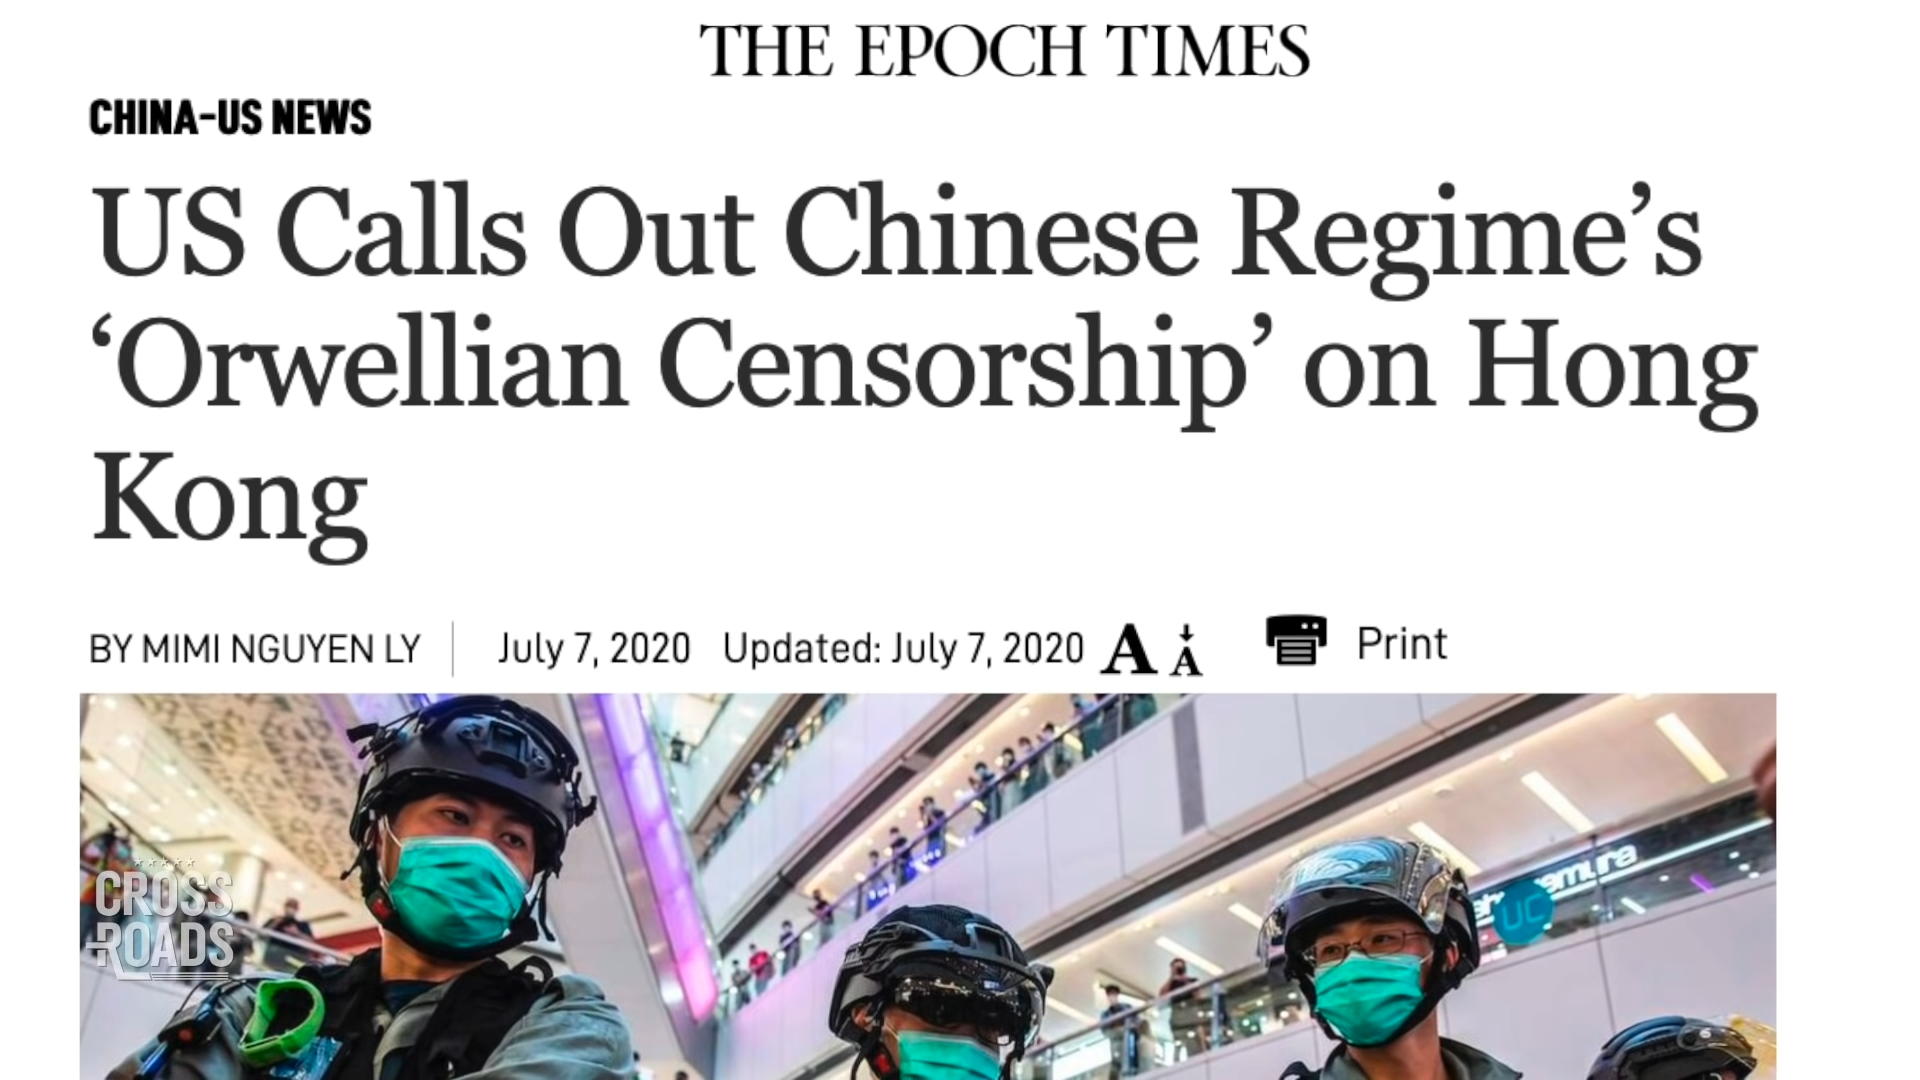 THE EPOCH TIMES
CHINA-US NEWS
US Calls Out Chinese Regime’s
‘Orwellian Censorship’ on Hong
Kong
BY MIMI NGUYEN LY July 7, 2020 Updated: July 7, 2020 A A Print
CROSS
ROADS
UC